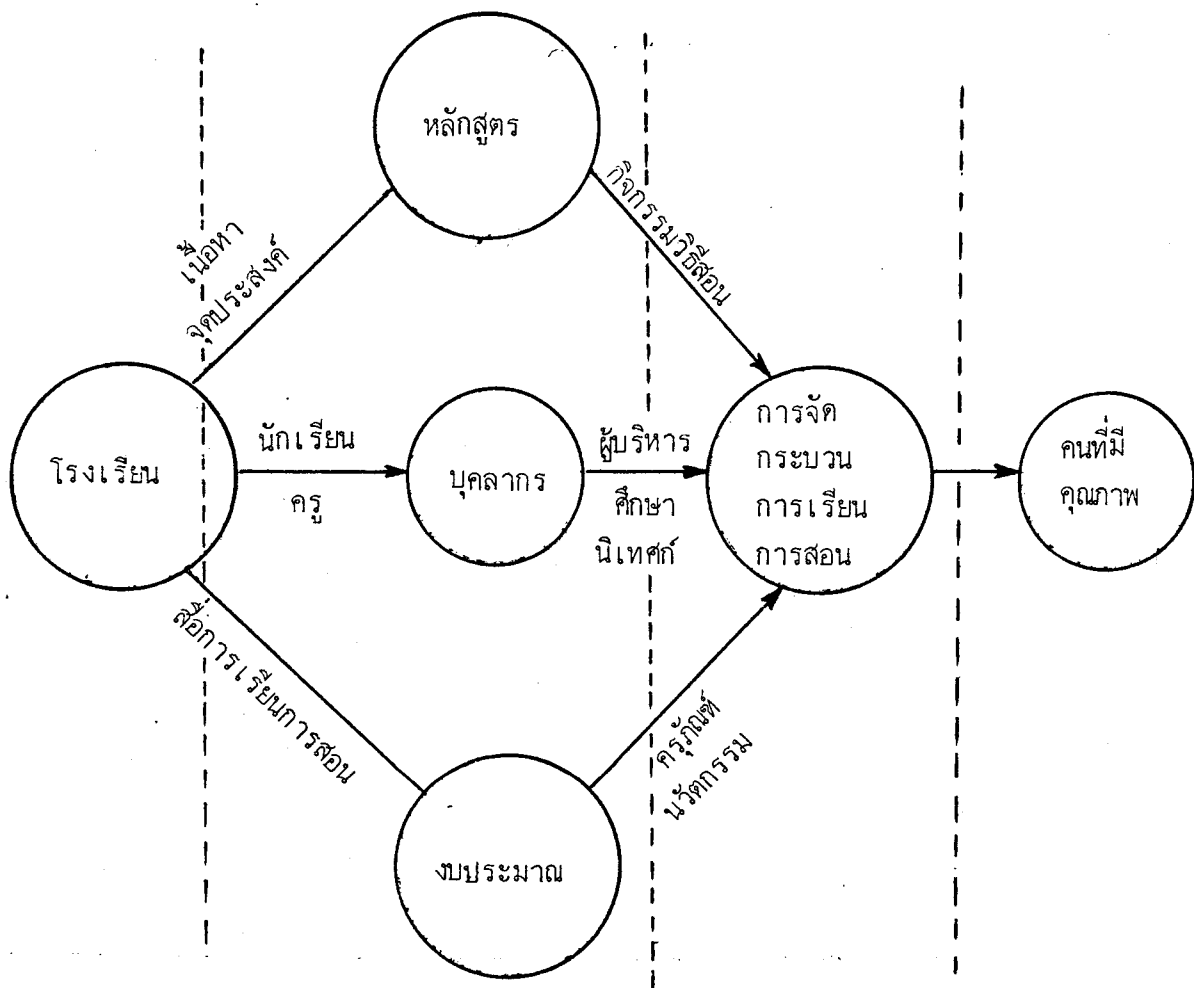 หลักสูตร
เนื้อหา
จุดประสงค์
กิจกรรมวิธีสอน
โรงเรียน
นักเรียน
ครู
บุคลากร
ผู้บริหาร
ศึกษา
นิเทศก์
การจัด
กระบวน
การเรียน
การสอน
คนที่มี
คุณภาพ
สื่อการเรียนการสอน
ครุภัณฑ์
นวัตกรรม
งบประมาณ